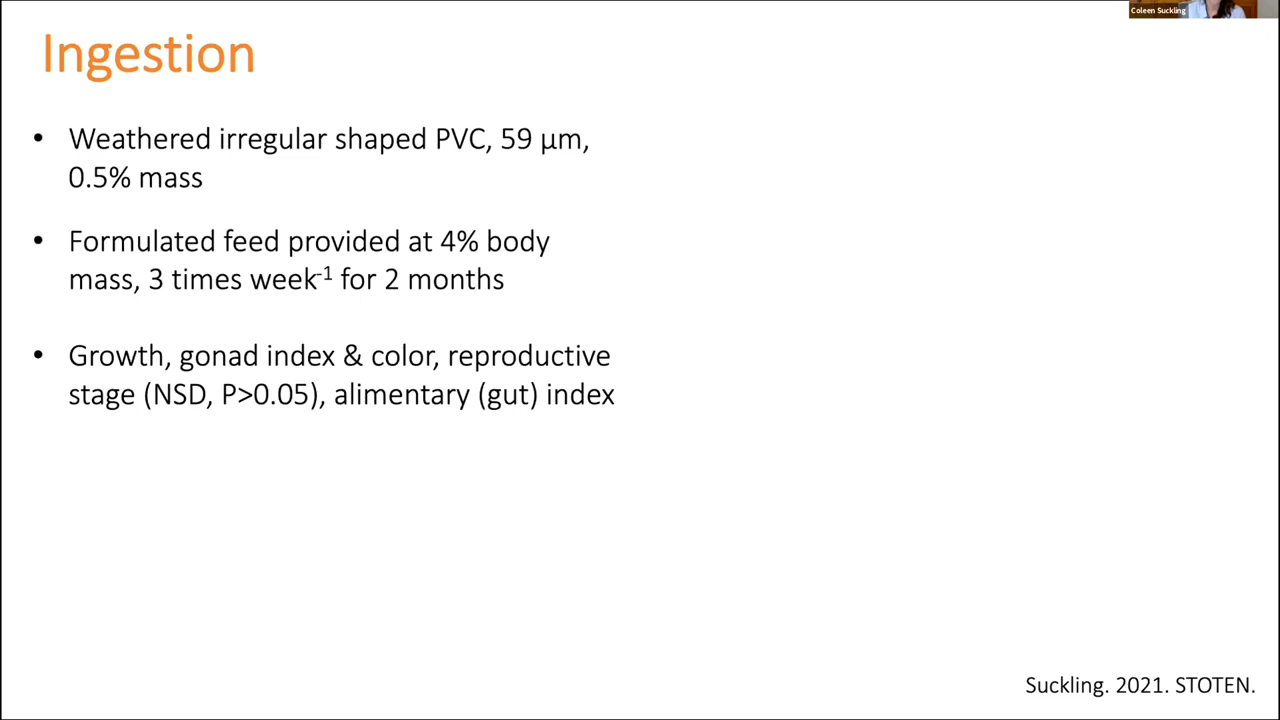 Coleen Suckling
Ingestion
• Weathered irregular shaped PVC, 59 µm,
0.5% mass
• Formulated feed provided at 4% body
mass, 3 times week⁻¹ for 2 months
• Growth, gonad index & color, reproductive
stage (NSD, P>0.05), alimentary (gut) index
Suckling. 2021. STOTEN.